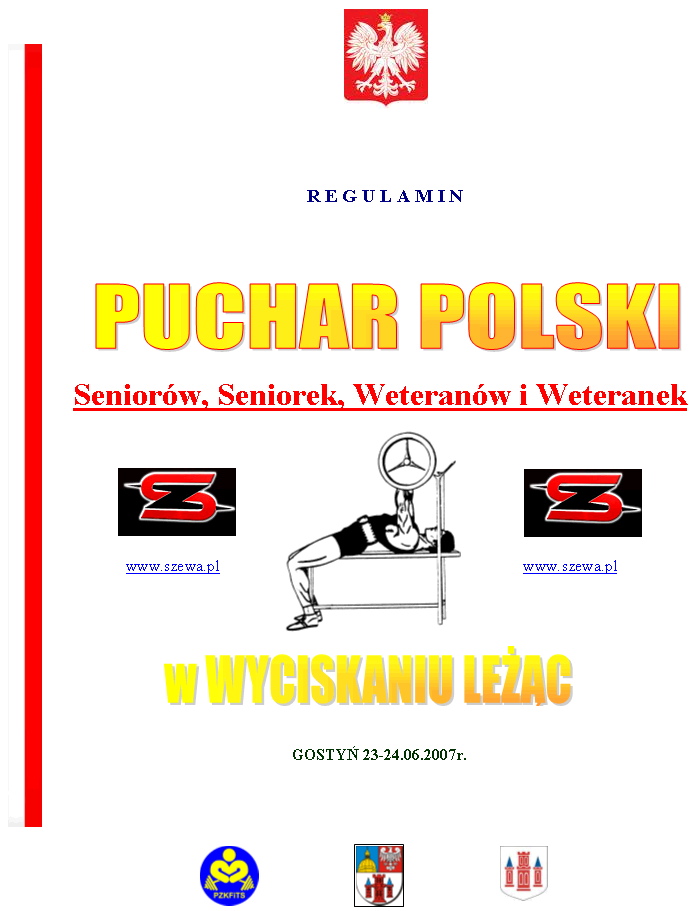 REGULAMIN
PUCHAR POLSKI
Seniorów, Seniorek, Weteranów i Weteranek
www.szewa.pl
www.szewa.pl
w WYCISKANIU LEŻĄC
GOSTYŃ 23-24.06.2007r.
PZKFiTS